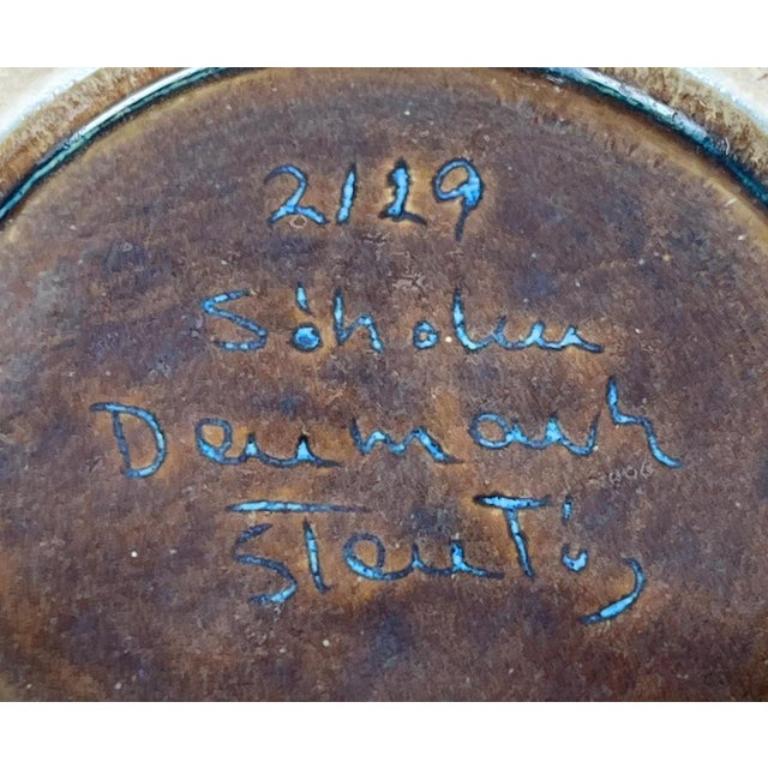 2129
Söholm
Denmark
StenTöj